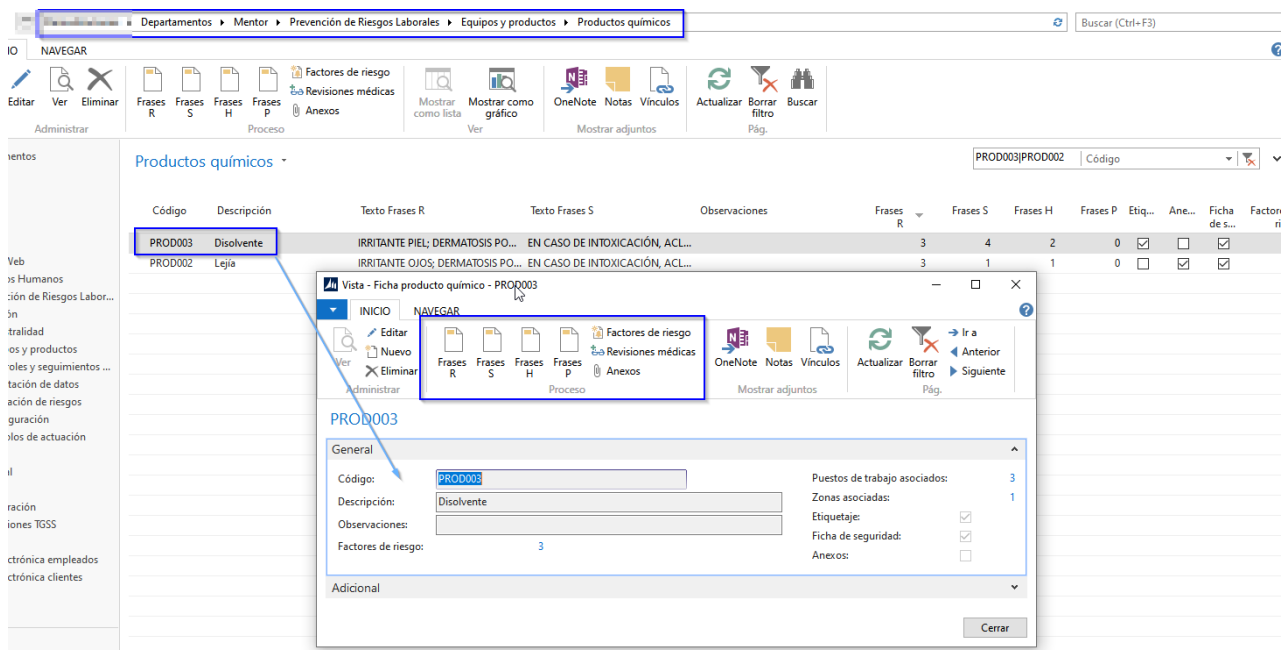 Departamentos ▸ Mentor ▸ Prevención de Riesgos Laborales ▸ Equipos y productos ▸ Productos químicos
Buscar (Ctrl+F3)
IO NAVEGAR
Editar Ver Eliminar
Administrar
Frases R Frases S Frases H Frases P
Factores de riesgo
Revisiones médicas
Anexos
Proceso
Mostrar como lista Mostrar como gráfico
Ver
OneNote Notas Vínculos
Mostrar adjuntos
Actualizar Borrar filtro Buscar
Pág.
mentos
Web
os Humanos
ción de Riesgos Labor...
ón
tralidad
os y productos
roles y seguimientos ...
tación de datos
ación de riesgos
guración
olos de actuación
al
ración
iones TGSS
ctrónica empleados
ctrónica clientes
Productos químicos
PROD003|PROD002 Código
Código Descripción Texto Frases R Texto Frases S Observaciones Frases R Frases S Frases H Frases P Etiq... Ane... Ficha de s... Factore ri
PROD003 Disolvente IRRITANTE PIEL; DERMATOSIS PO... EN CASO DE INTOXICACIÓN, ACL... 3 4 2 0
PROD002 Lejía IRRITANTE OJOS; DERMATOSIS PO... EN CASO DE INTOXICACIÓN, ACL... 3 1 1 0
Vista - Ficha producto químico - PROD003
INICIO NAVEGAR
Ver
Editar
Nuevo
Eliminar
Administrar
Frases R Frases S Frases H Frases P
Factores de riesgo
Revisiones médicas
Anexos
Proceso
OneNote Notas Vínculos
Mostrar adjuntos
Actualizar Borrar filtro
Ir a
Anterior
Siguiente
Pág.
PROD003
General
Código: PROD003
Descripción: Disolvente
Observaciones:
Factores de riesgo: 3
Puestos de trabajo asociados: 3
Zonas asociadas: 1
Etiquetaje:
Ficha de seguridad:
Anexos:
Adicional
Cerrar